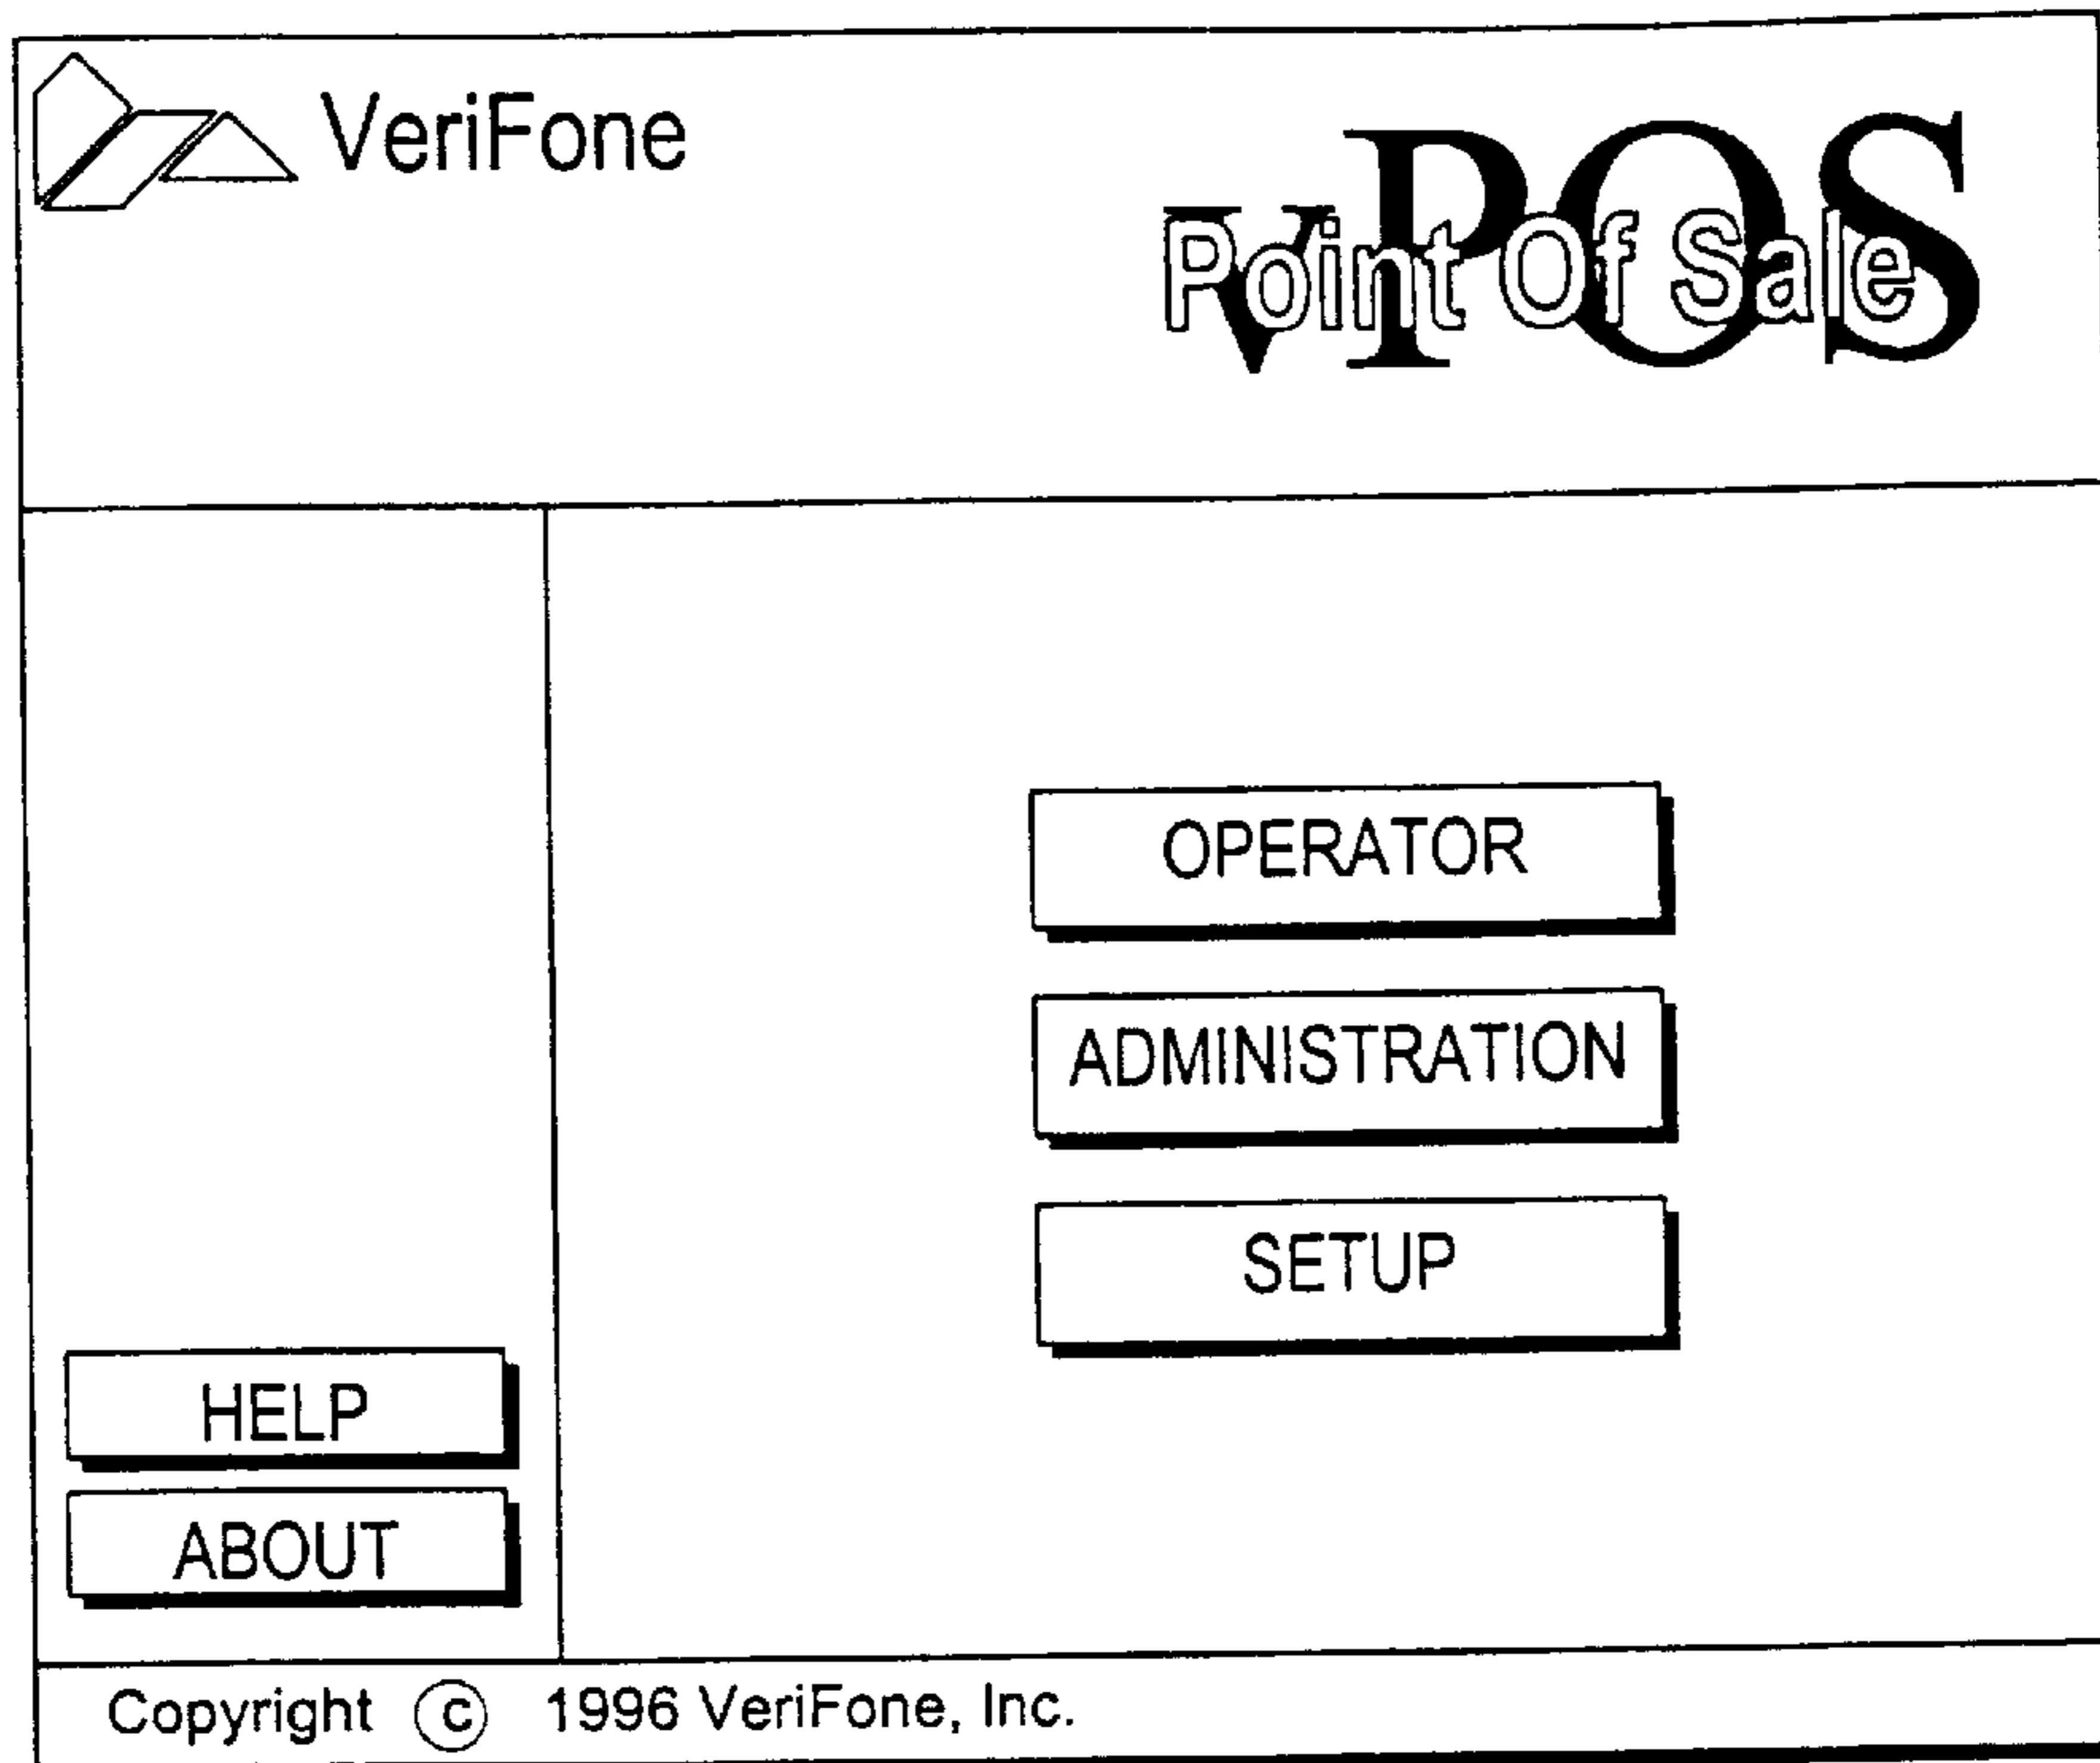 VeriFone
vPOS
Point Of Sale
OPERATOR
ADMINISTRATION
SETUP
HELP
ABOUT
Copyright © 1996 VeriFone, Inc.